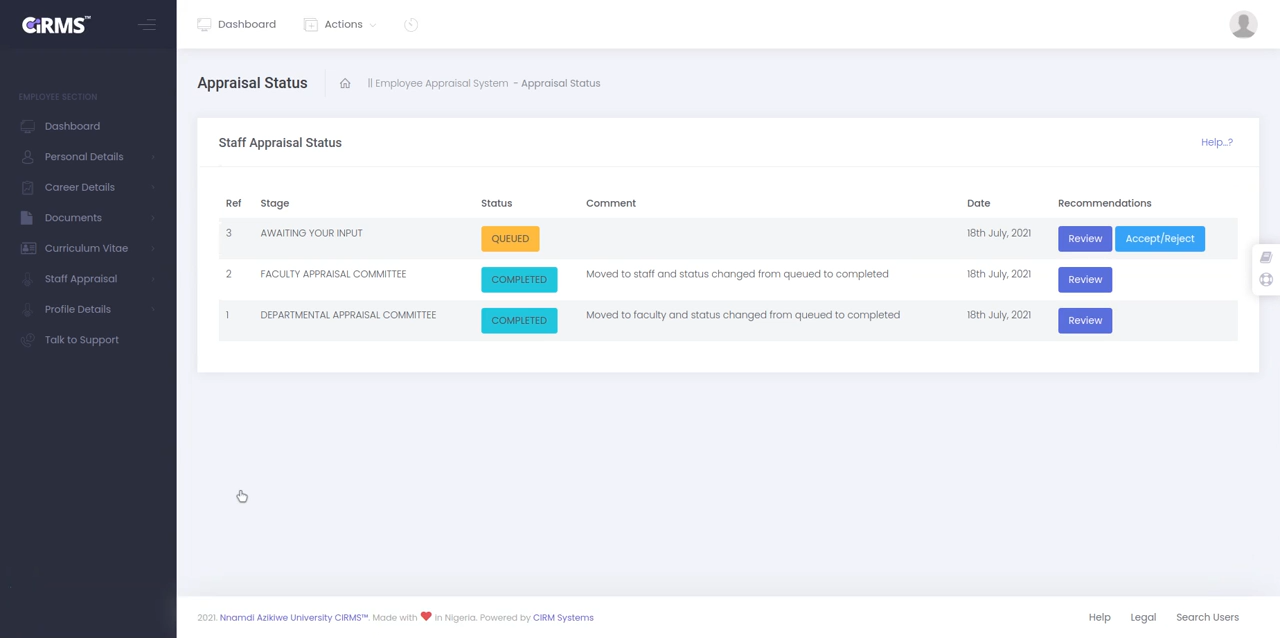 CiRMS™
Dashboard
Actions
Appraisal Status
|| Employee Appraisal System - Appraisal Status
EMPLOYEE SECTION
Dashboard
Personal Details
Career Details
Documents
Curriculum Vitae
Staff Appraisal
Profile Details
Talk to Support
Staff Appraisal Status
Help..?
Ref Stage Status Comment Date Recommendations
3 AWAITING YOUR INPUT QUEUED 18th July, 2021 Review Accept/Reject
2 FACULTY APPRAISAL COMMITTEE COMPLETED Moved to staff and status changed from queued to completed 18th July, 2021 Review
1 DEPARTMENTAL APPRAISAL COMMITTEE COMPLETED Moved to faculty and status changed from queued to completed 18th July, 2021 Review
2021. Nnamdi Azikiwe University CIRMS™. Made with ❤ in Nigeria. Powered by CIRM Systems
Help Legal Search Users